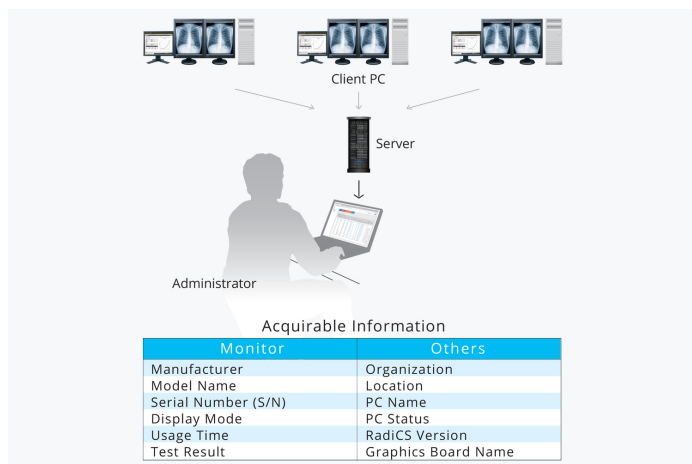 Client PC
Server
Administrator
Acquirable Information
Monitor Others
Manufacturer Organization
Model Name Location
Serial Number (S/N) PC Name
Display Mode PC Status
Usage Time RadiCS Version
Test Result Graphics Board Name